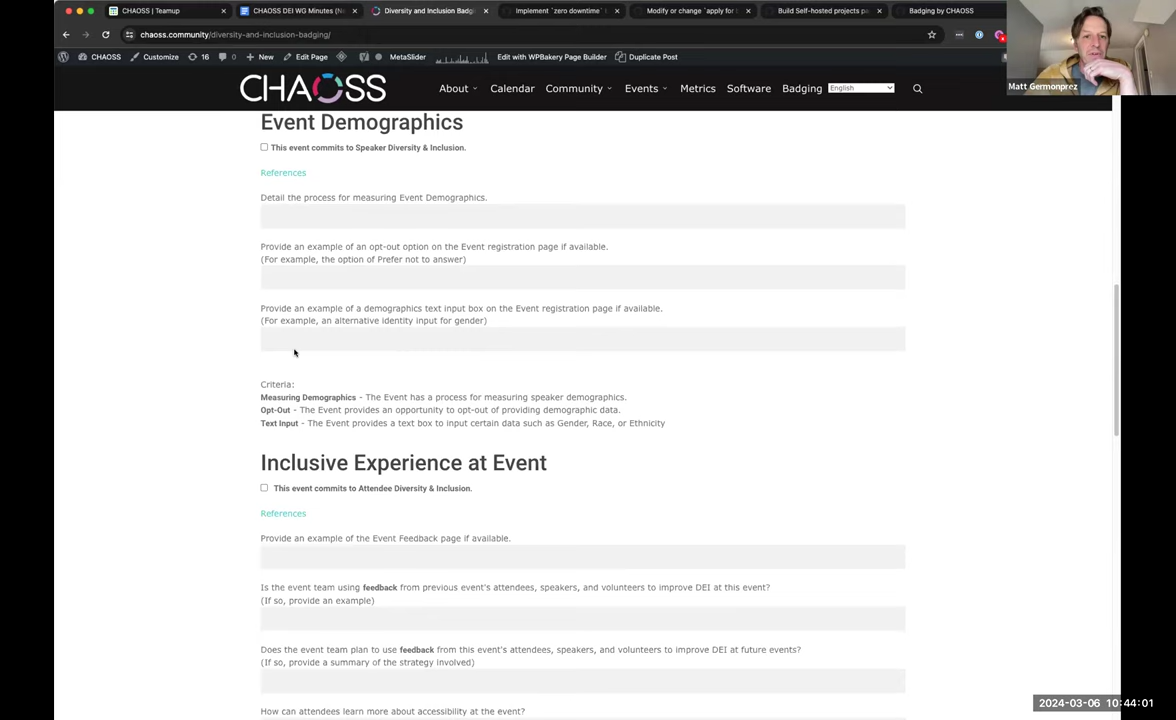 CHAOSS | Teamup
CHAOSS DEI WG Minutes (Ne
Diversity and Inclusion Badg
Implement `zero downtime` b
Modify or change `apply for b
Build Self-hosted projects pa
Badging by CHAOSS
chaoss.community/diversity-and-inclusion-badging/
CHAOSS
Customize
16
0
New
Edit Page
MetaSlider
Edit with WPBakery Page Builder
Duplicate Post
Matt Germonprez
CHAOSS
About
Calendar
Community
Events
Metrics
Software
Badging
English
Event Demographics
This event commits to Speaker Diversity & Inclusion.
References
Detail the process for measuring Event Demographics.
Provide an example of an opt-out option on the Event registration page if available.
(For example, the option of Prefer not to answer)
Provide an example of a demographics text input box on the Event registration page if available.
(For example, an alternative identity input for gender)
Criteria:
Measuring Demographics - The Event has a process for measuring speaker demographics.
Opt-Out - The Event provides an opportunity to opt-out of providing demographic data.
Text Input - The Event provides a text box to input certain data such as Gender, Race, or Ethnicity
Inclusive Experience at Event
This event commits to Attendee Diversity & Inclusion.
References
Provide an example of the Event Feedback page if available.
Is the event team using feedback from previous event's attendees, speakers, and volunteers to improve DEI at this event?
(If so, provide an example)
Does the event team plan to use feedback from this event's attendees, speakers, and volunteers to improve DEI at future events?
(If so, provide a summary of the strategy involved)
How can attendees learn more about accessibility at the event?
2024-03-06 10:44:01